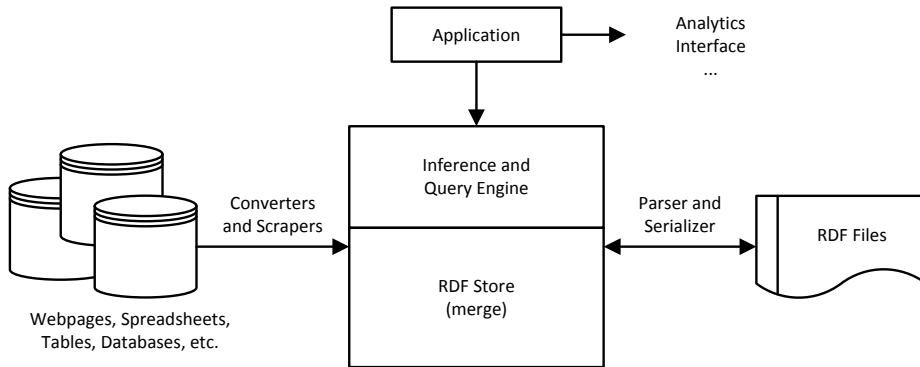 Application
Analytics
Interface
...
Inference and
Query Engine
Converters
and Scrapers
Parser and
Serializer
RDF Files
RDF Store
(merge)
Webpages, Spreadsheets,
Tables, Databases, etc.